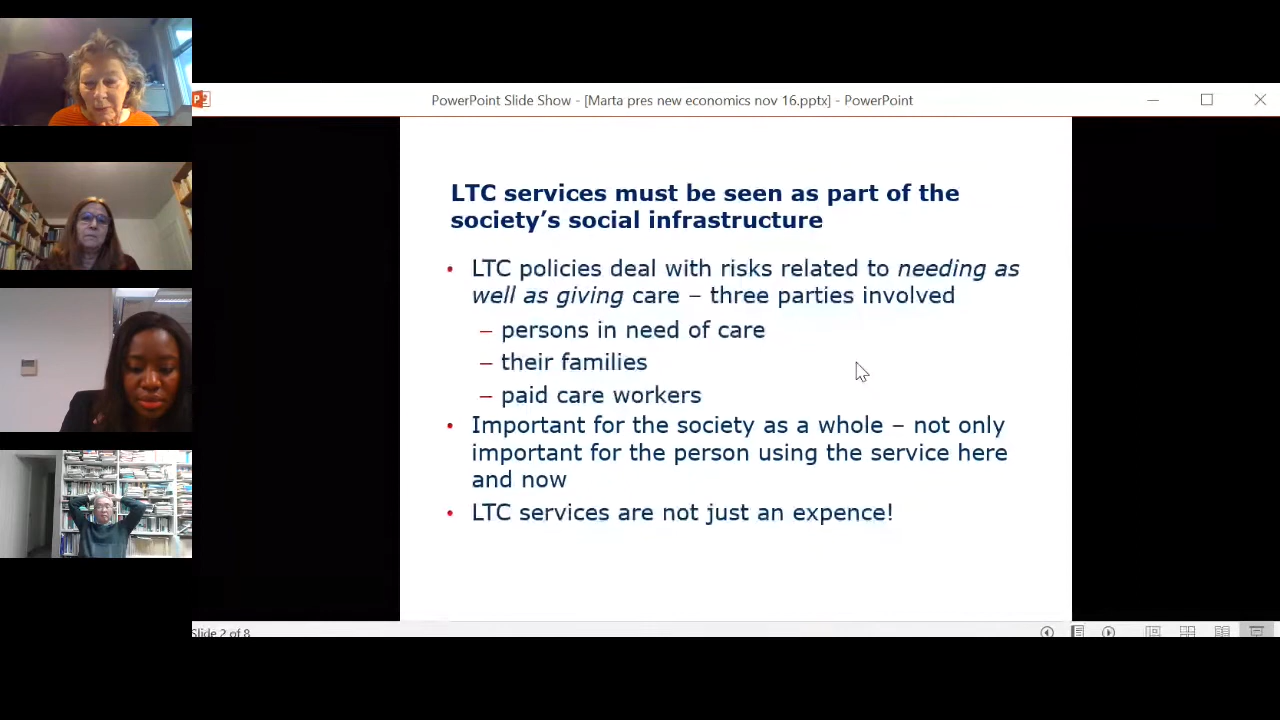 PowerPoint Slide Show - [Marta pres new economics nov 16.pptx] - PowerPoint
LTC services must be seen as part of the
society's social infrastructure
• LTC policies deal with risks related to needing as
well as giving care – three parties involved
– persons in need of care
– their families
– paid care workers
• Important for the society as a whole – not only
important for the person using the service here
and now
• LTC services are not just an expence!
Slide 2 of 8